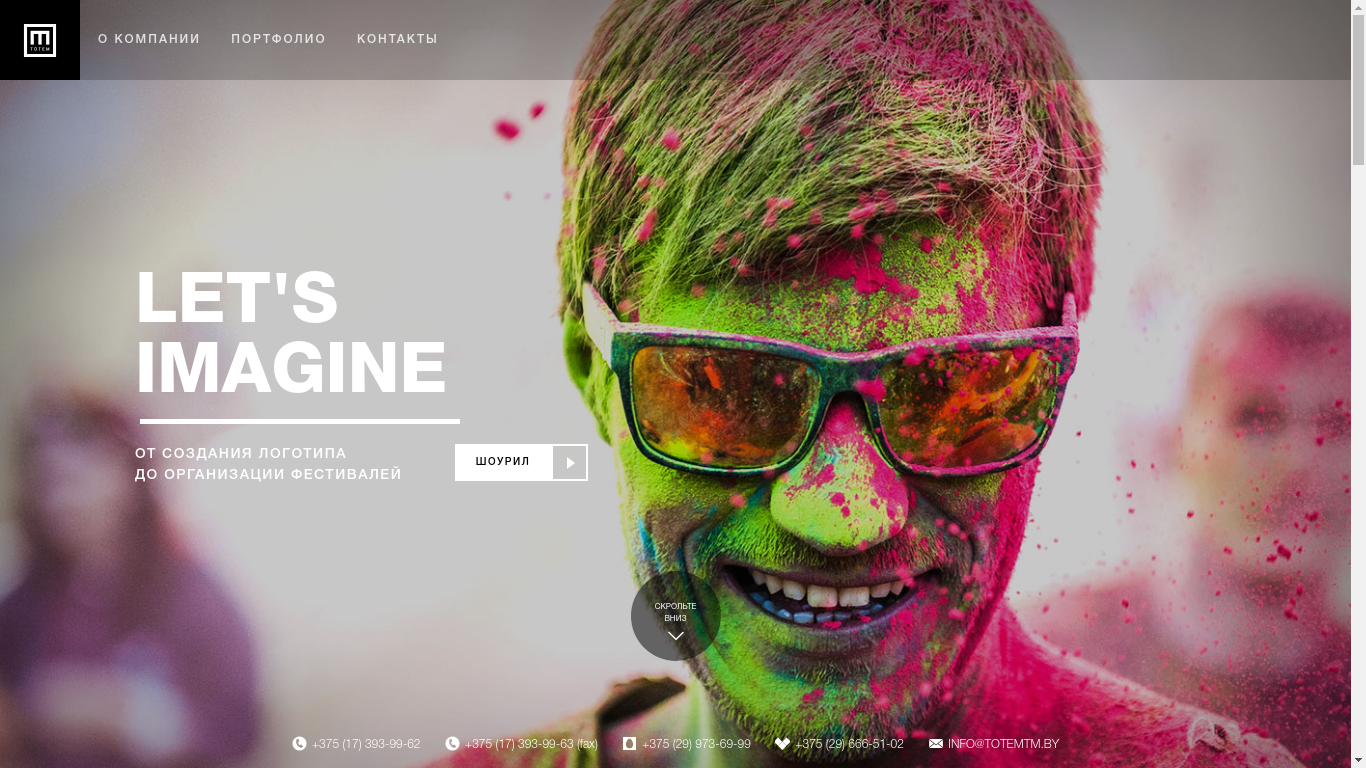 TOTEM
О КОМПАНИИ ПОРТФОЛИО КОНТАКТЫ
LET'S
IMAGINE
ОТ СОЗДАНИЯ ЛОГОТИПА
ДО ОРГАНИЗАЦИИ ФЕСТИВАЛЕЙ
ШОУРИЛ
СКРОЛЬТЕ
ВНИЗ
+375 (17) 393-99-62 +375 (17) 393-99-63 (fax) +375 (29) 973-69-99 +375 (29) 666-51-02 INFO@TOTEMTM.BY